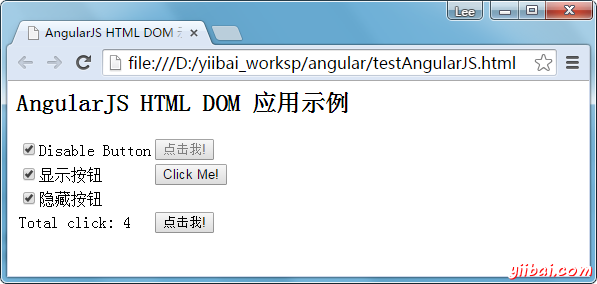 Lee
AngularJS HTML DOM
file:///D:/yiibai_worksp/angular/testAngularJS.html
AngularJS HTML DOM 应用示例
Disable Button 点击我!
显示按钮 Click Me!
隐藏按钮
Total click: 4 点击我!
yiibai.com